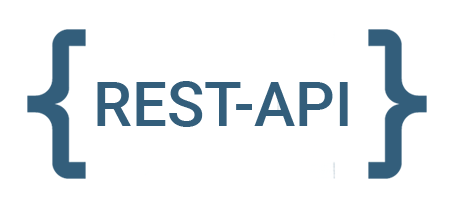 { REST-API }